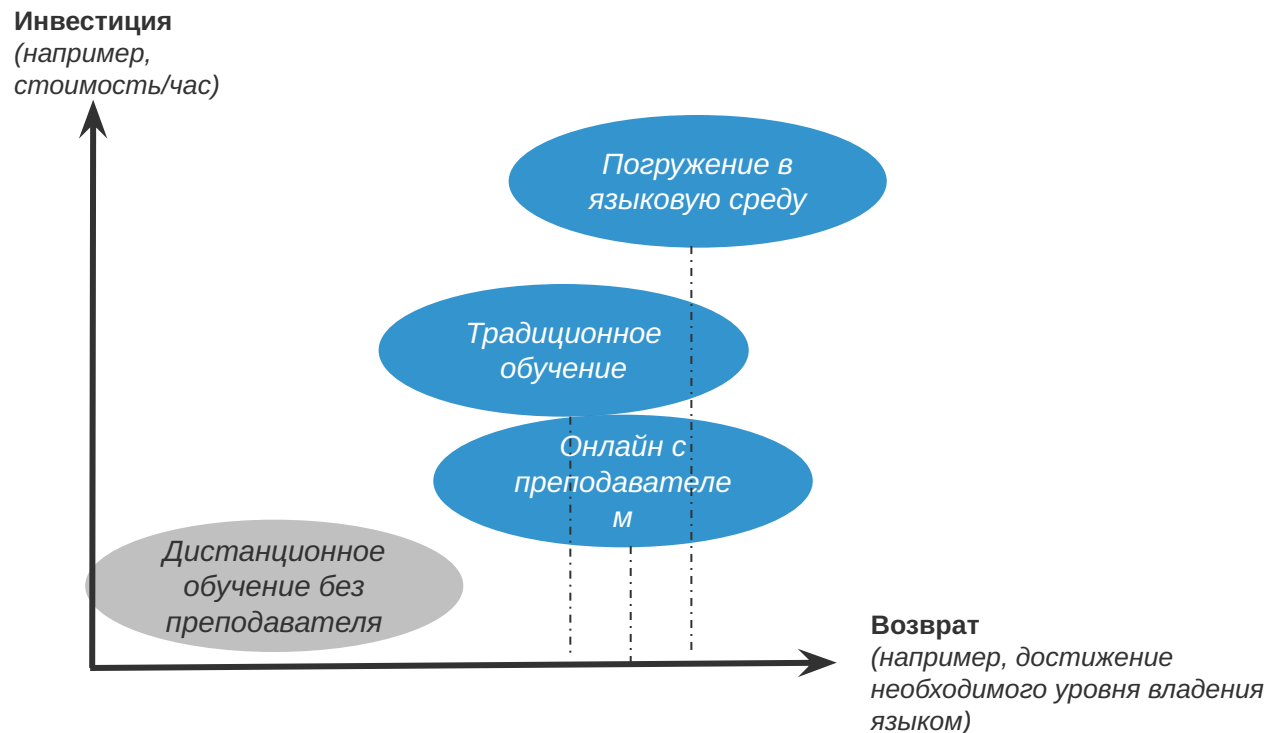 Инвестиция
(например,
стоимость/час)
Погружение в
языковую среду
Традиционное
обучение
Онлайн с
преподавателе
м
Дистанционное
обучение без
преподавателя
Возврат
(например, достижение
необходимого уровня владения
языком)